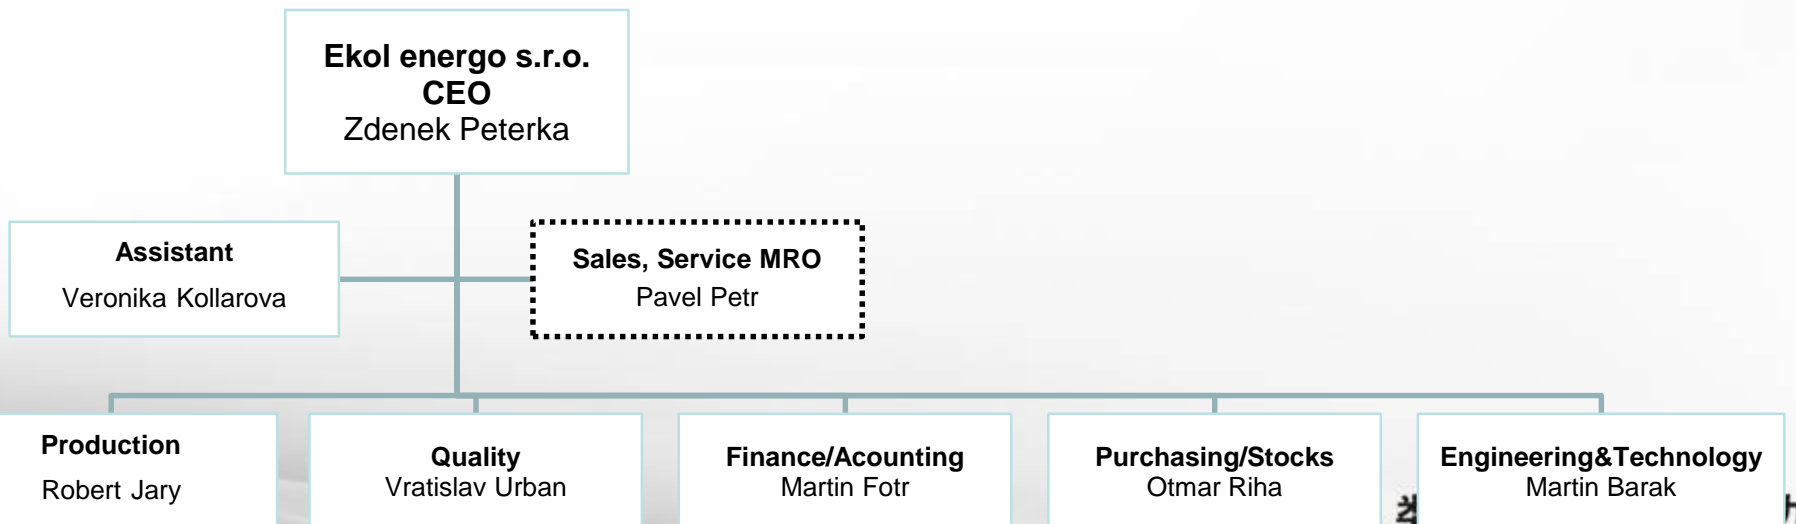 Ekol energo s.r.o.
CEO
Zdenek Peterka
Assistant
Veronika Kollarova
Sales, Service MRO
Pavel Petr
Production
Robert Jary
Quality
Vratislav Urban
Finance/Acounting
Martin Fotr
Purchasing/Stocks
Otmar Riha
Engineering&Technology
Martin Barak